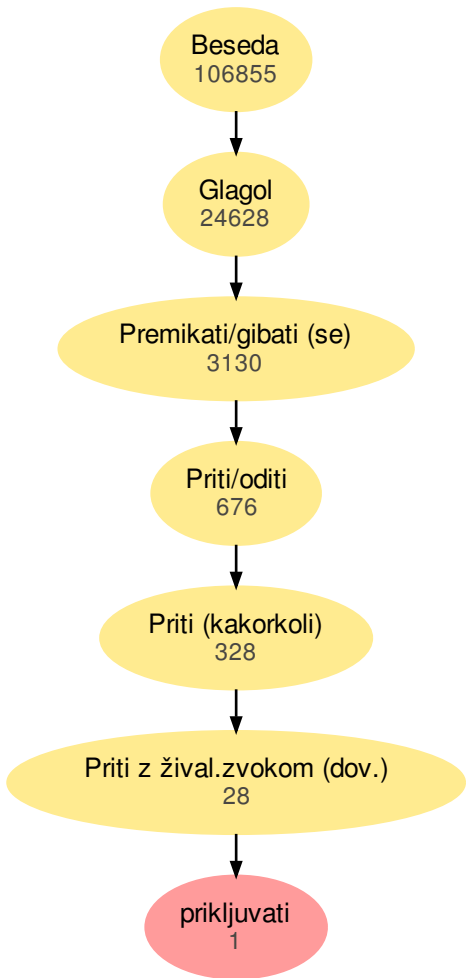 Beseda
106855
Glagol
24628
Premikati/gibati (se)
3130
Priti/oditi
676
Priti (kakorkoli)
328
Priti z žival.zvokom (dov.)
28
prikljuvati
1